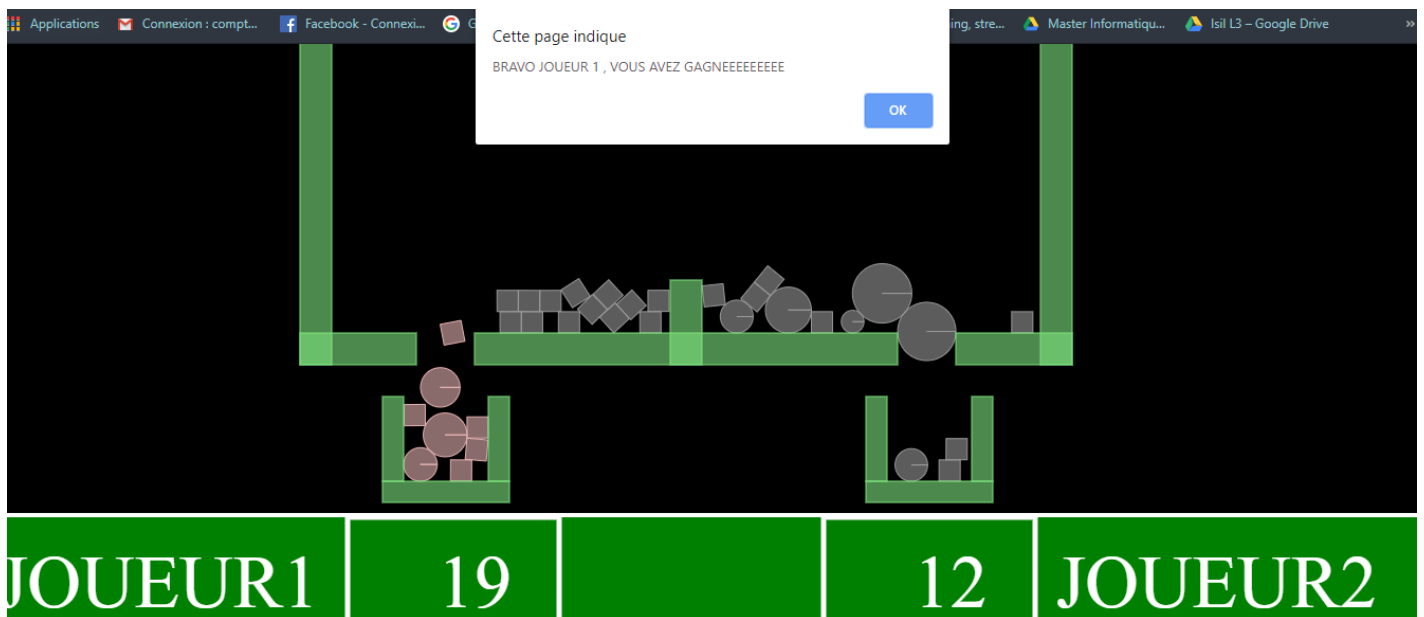 Applications Connexion : compt... Facebook - Connexi... G ing, stre... Master Informatiqu... Isil L3 – Google Drive »
Cette page indique
BRAVO JOUEUR 1 , VOUS AVEZ GAGNEEEEEEEEE
OK
JOUEUR1 19 12 JOUEUR2